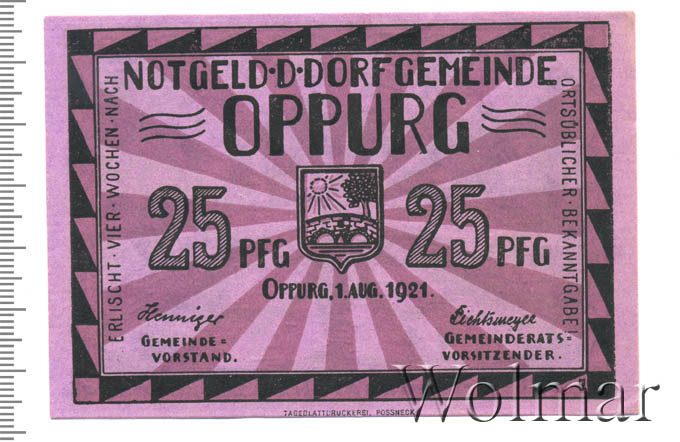 NOTGELD·D·DORFGEMEINDE
OPPURG
ERLISCHT·VIER·WOCHEN·NACH
ORTSÜBLICHER·BEKANNTGABE!
25 PFG 25 PFG
OPPURG, 1. AUG. 1921.
Henniger
GEMEINDE=
VORSTAND.
Lichtsmeyer
GEMEINDERATS=
VORSITZENDER.
TAGEBLATTDRUCKEREI, POSSNECK
Wolmar